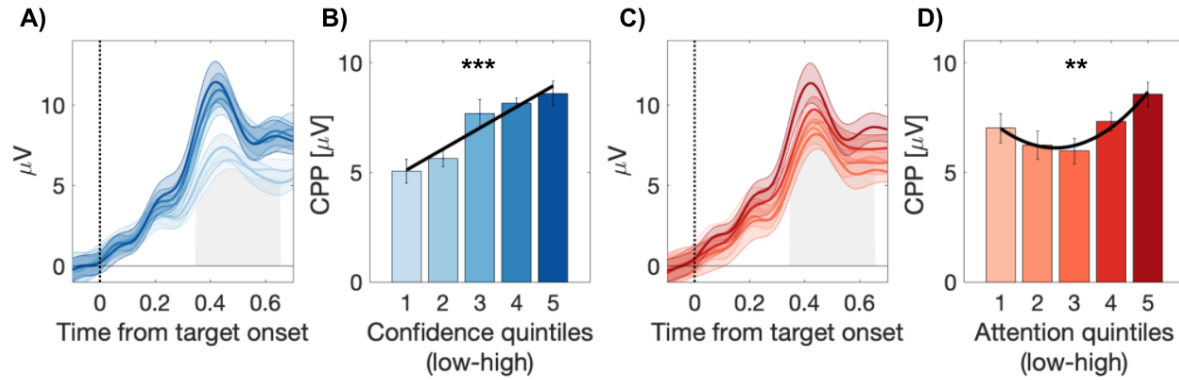 A)
μV
10
5
0
0
0.2
0.4
0.6
Time from target onset
B)
CPP [μV]
10
5
0
***
1
2
3
4
5
Confidence quintiles
(low-high)
C)
μV
10
5
0
0
0.2
0.4
0.6
Time from target onset
D)
CPP [μV]
10
5
0
**
1
2
3
4
5
Attention quintiles
(low-high)